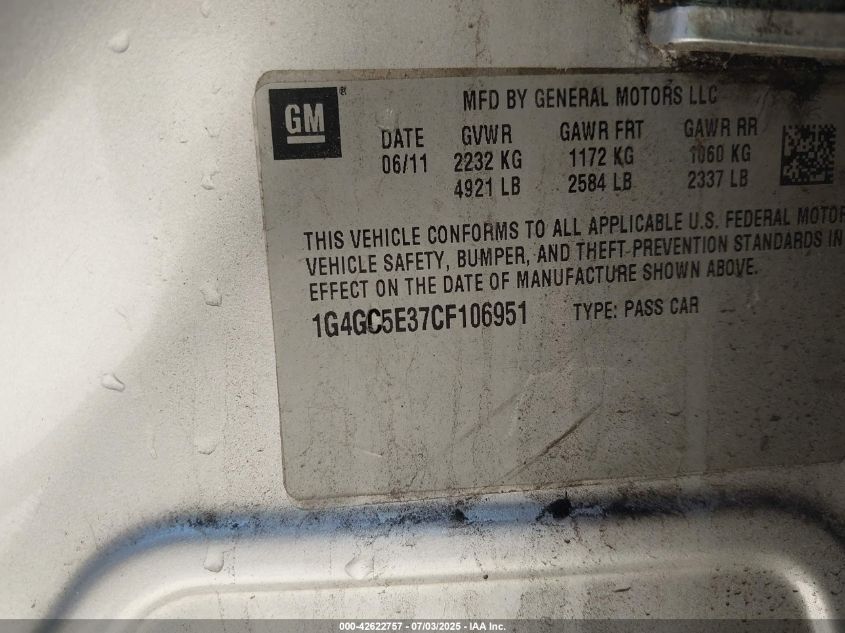 GM®
MFD BY GENERAL MOTORS LLC
DATE GVWR GAWR FRT GAWR RR
06/11 2232 KG 1172 KG 1060 KG
4921 LB 2584 LB 2337 LB
THIS VEHICLE CONFORMS TO ALL APPLICABLE U.S. FEDERAL MOTOR
VEHICLE SAFETY, BUMPER, AND THEFT PREVENTION STANDARDS IN
EFFECT ON THE DATE OF MANUFACTURE SHOWN ABOVE.
1G4GC5E37CF106951 TYPE: PASS CAR
000-42622757 - 07/03/2025 - IAA Inc.